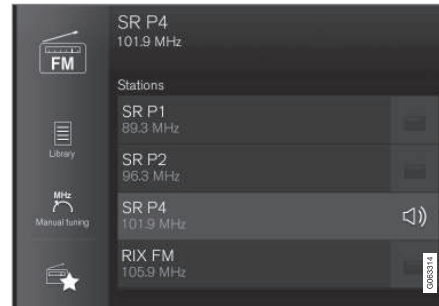 SR P4
101.9 MHz
FM
Stations
SR P1
89.3 MHz
Library
SR P2
96.3 MHz
MHz
Manual tuning
SR P4
101.9 MHz
RIX FM
105.9 MHz
G063314